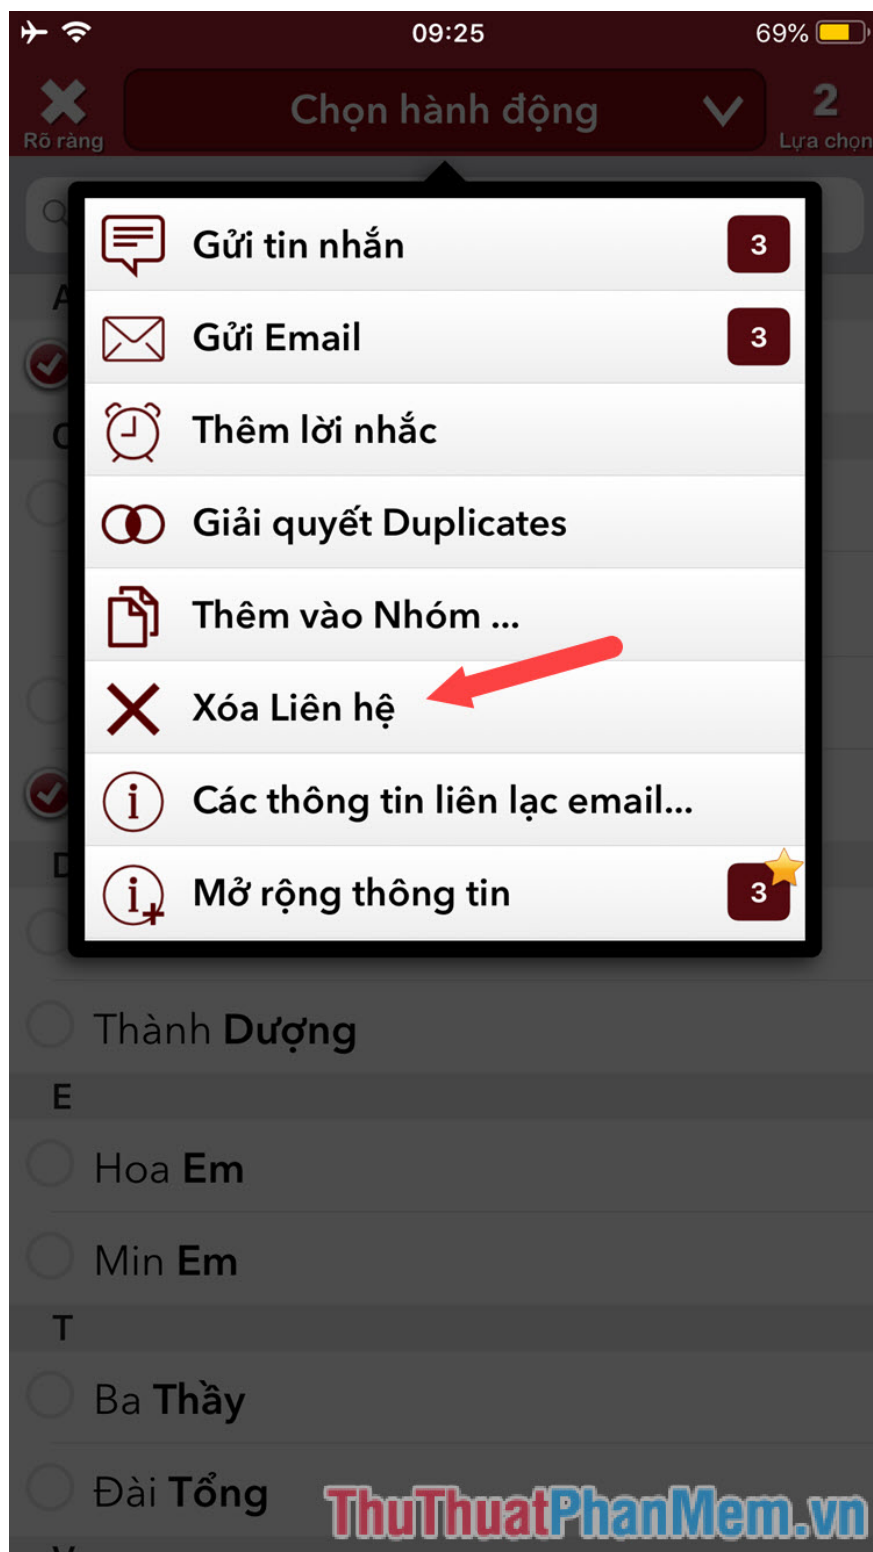 09:25
69%
Chọn hành động
2
Rõ ràng
Lựa chọn
A
Gửi tin nhắn
3
Gửi Email
3
Thêm lời nhắc
Giải quyết Duplicates
Thêm vào Nhóm ...
Xóa Liên hệ
Các thông tin liên lạc email...
Mở rộng thông tin
3
D
Thành Dượng
E
Hoa Em
Min Em
T
Ba Thầy
Đài Tổng
ThuThuatPhanMem.vn